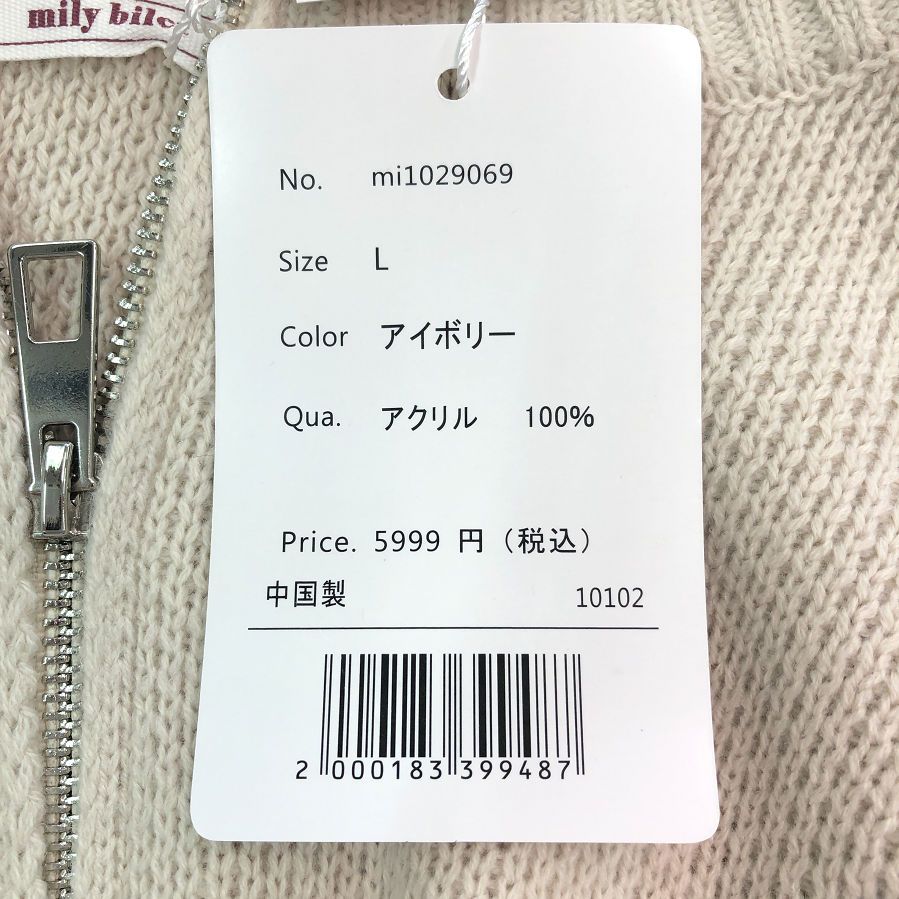 mily
No. mi1029069
Size L
Color アイボリー
Qua. アクリル 100%
Price. 5999 円（税込）
中国製 10102
2 000183 399487